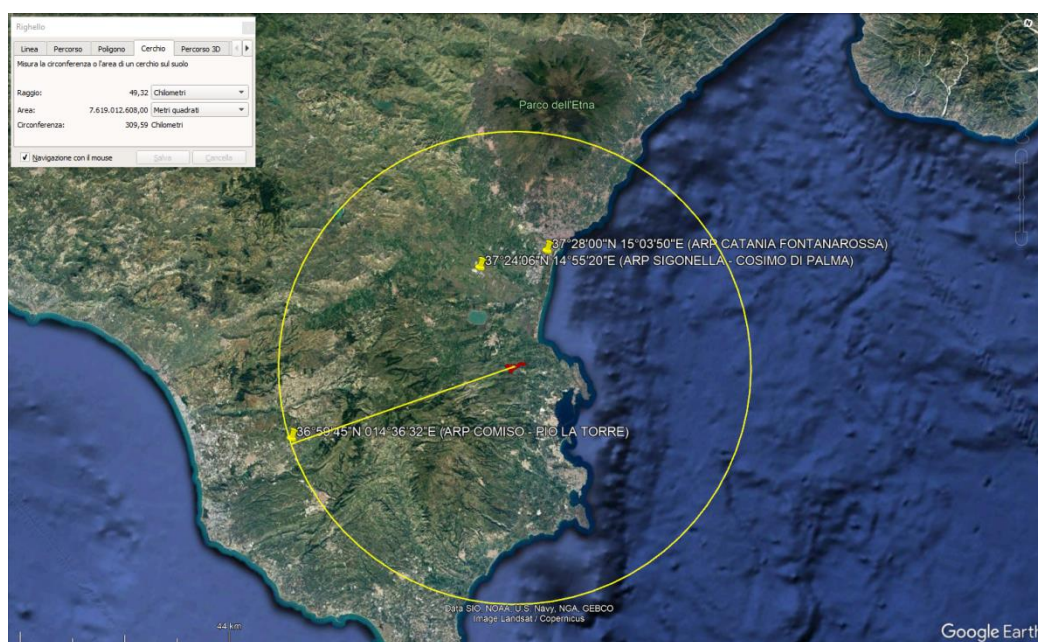 Righello
Linea Percorso Poligono Cerchio Percorso 3D
Misura la circonferenza o l'area di un cerchio sul suolo
Raggio: 49,32 Chilometri
Area: 7.619.012.608,00 Metri quadrati
Circonferenza: 309,59 Chilometri
Navigazione con il mouse Salva Cancella
Parco dell'Etna
37°28'00"N 15°03'50"E (ARP CATANIA FONTANAROSSA)
37°24'06"N 14°55'20"E (ARP SIGONELLA - COSIMO DI PALMA)
36°59'45"N 014°36'32"E (ARP COMISO - PIO LA TORRE)
Data SIO, NOAA, U.S. Navy, NGA, GEBCO
Image Landsat / Copernicus
44 km
Google Earth